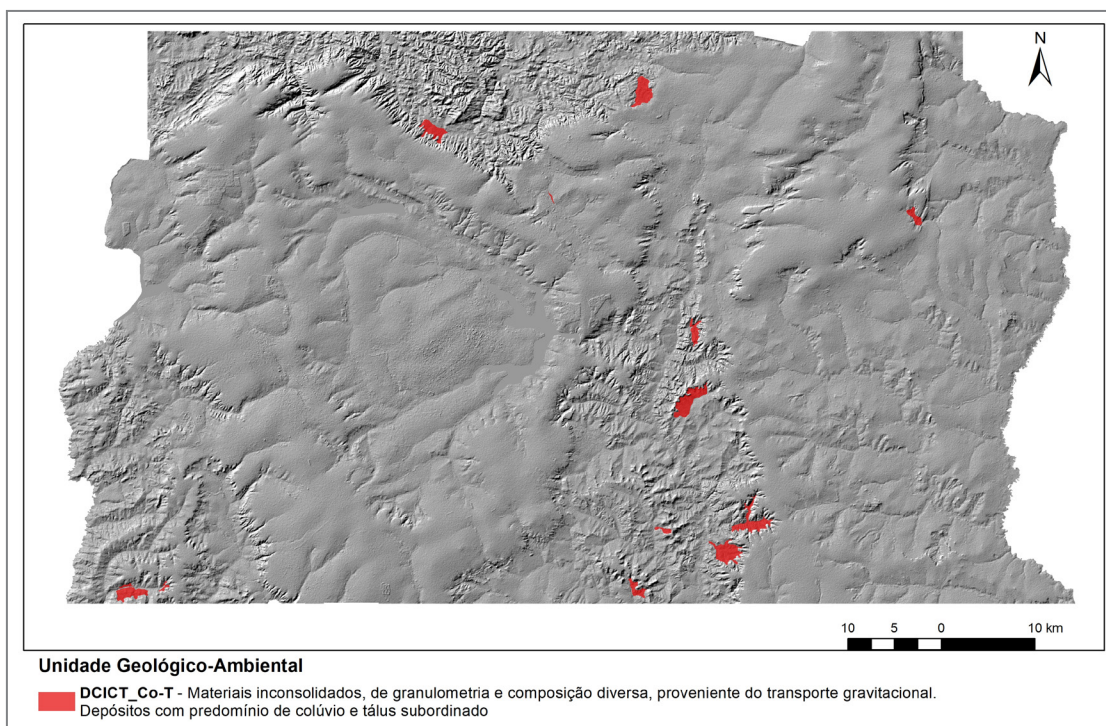 N
10 5 0 10 km
Unidade Geológico-Ambiental
DCICT_Co-T - Materiais inconsolidados, de granulometria e composição diversa, proveniente do transporte gravitacional.
Depósitos com predomínio de colúvio e tálus subordinado